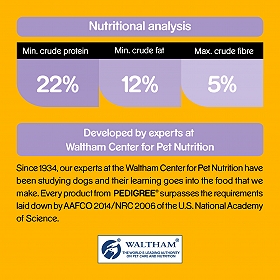 Nutritional analysis
Min. crude protein Min. crude fat Max. crude fibre
22% 12% 5%
Developed by experts at
Waltham Center for Pet Nutrition
Since 1934, our experts at the Waltham Center for Pet Nutrition have
been studying dogs and their learning goes into the food that we
make. Every product from PEDIGREE® surpasses the requirements
laid down by AAFCO 2014/NRC 2006 of the U.S. National Academy
of Science.
WALTHAM®
THE WORLD'S LEADING AUTHORITY
ON PET CARE AND NUTRITION